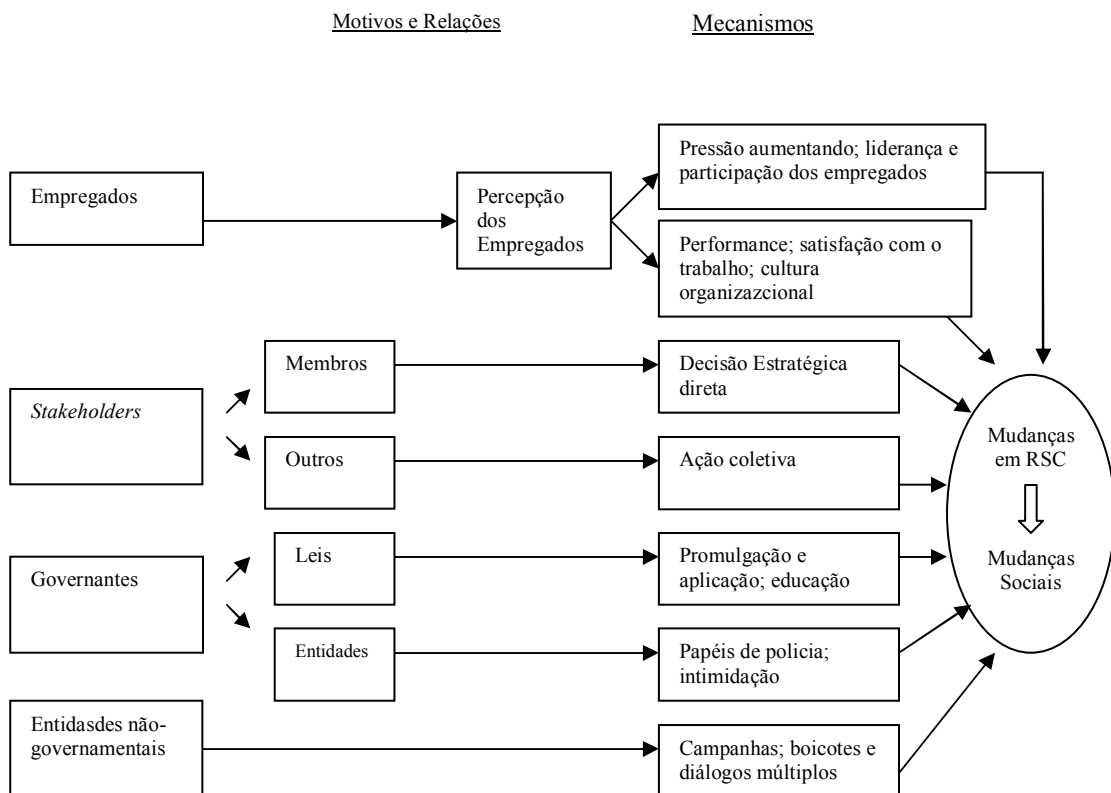 Motivos e Relações
Mecanismos
Empregados
Percepção
dos
Empregados
Pressão aumentando; liderança e
participação dos empregados
Performance; satisfação com o
trabalho; cultura
organizazcional
Stakeholders
Membros
Decisão Estratégica
direta
Outros
Ação coletiva
Governantes
Leis
Promulgação e
aplicação; educação
Entidades
Papéis de policia;
intimidação
Entidasdes não-
governamentais
Campanhas; boicotes e
diálogos múltiplos
Mudanças
em RSC
Mudanças
Sociais